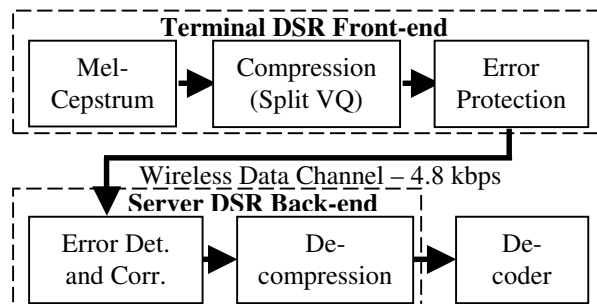 Terminal DSR Front-end
Mel-
Cepstrum
Compression
(Split VQ)
Error
Protection
Wireless Data Channel – 4.8 kbps
Server DSR Back-end
Error Det.
and Corr.
De-
compression
De-
coder